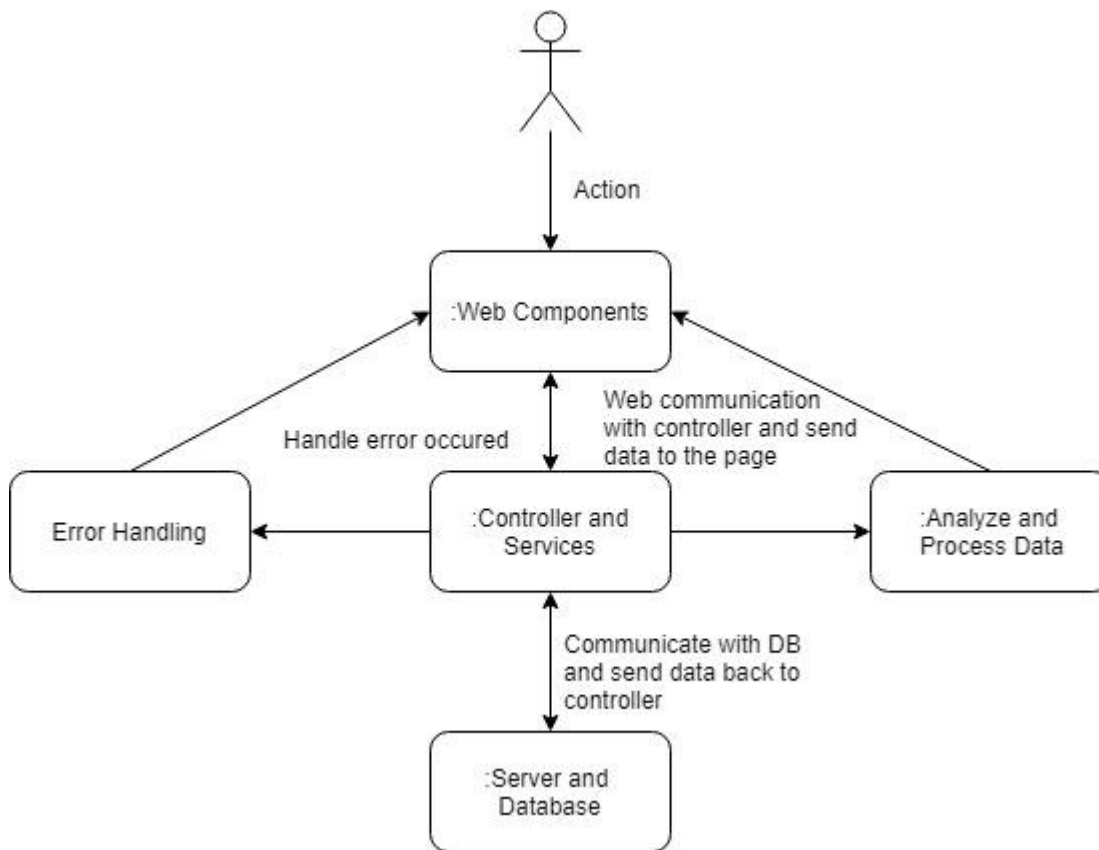 Action
:Web Components
Web communication
with controller and send
data to the page
Handle error occured
Error Handling
:Controller and
Services
:Analyze and
Process Data
Communicate with DB
and send data back to
controller
:Server and
Database